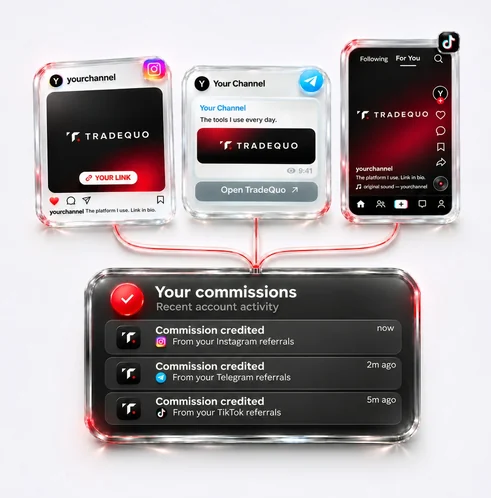 Y yourchannel
TRADEQUO
YOUR LINK
yourchannel The platform I use. Link in bio.
Y Your Channel
Your Channel
The tools I use every day.
TRADEQUO
9:41
Open TradeQuo
Following For You
Y
TRADEQUO
yourchannel
The platform I use. Link in bio.
original sound — yourchannel
Your commissions
Recent account activity
Commission credited now
From your Instagram referrals
Commission credited 2m ago
From your Telegram referrals
Commission credited 5m ago
From your TikTok referrals